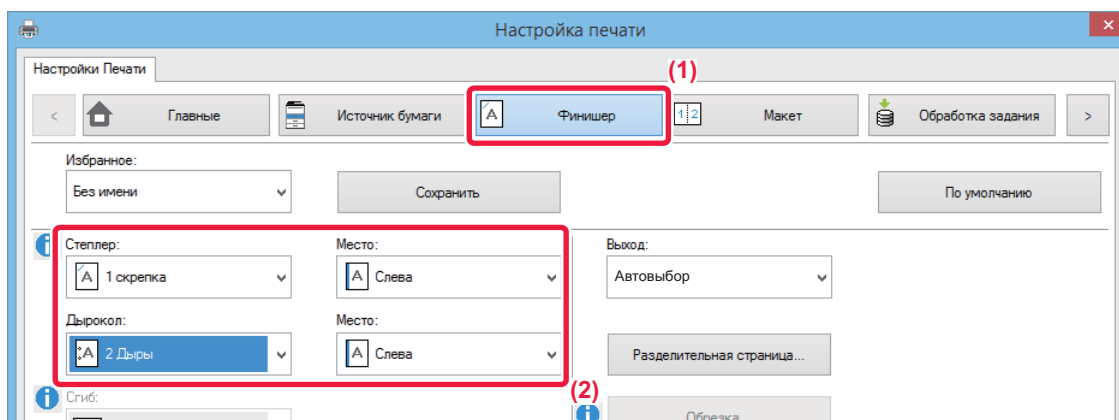 Настройка печати
Настройки Печати
(1)
< Главные Источник бумаги A Финишер 1 2 Макет Обработка задания >
Избранное:
Без имени Сохранить По умолчанию
Степлер: Место: Выход:
A 1 скрепка A Слева Автовыбор
Дырокол: Место:
A 2 Дыры A Слева Разделительная страница...
(2)
Сгиб:
Обрезка